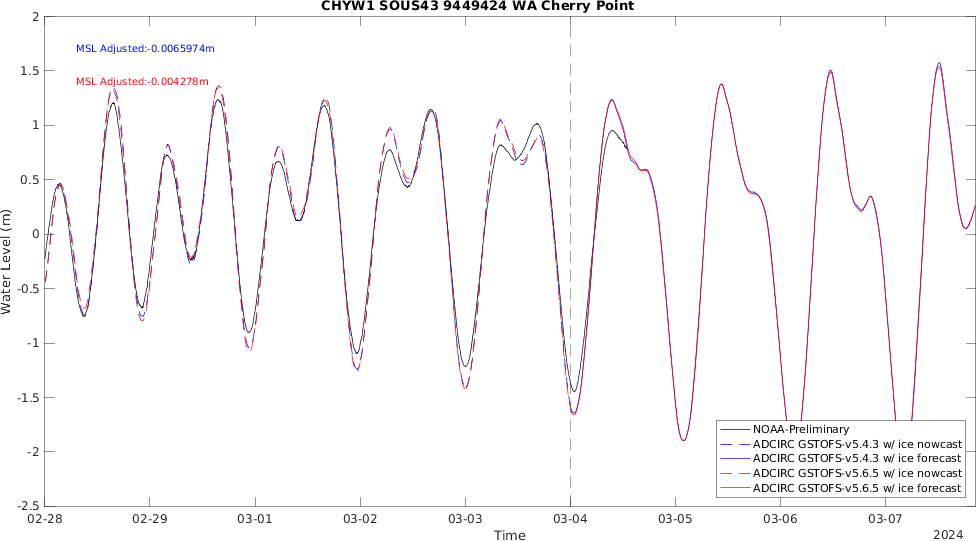 CHYW1 SOUS43 9449424 WA Cherry Point
MSL Adjusted:-0.0065974m
MSL Adjusted:-0.004278m
Water Level (m)
2
1.5
1
0.5
0
-0.5
-1
-1.5
-2
-2.5
NOAA-Preliminary
ADCIRC GSTOFS-v5.4.3 w/ ice nowcast
ADCIRC GSTOFS-v5.4.3 w/ ice forecast
ADCIRC GSTOFS-v5.6.5 w/ ice nowcast
ADCIRC GSTOFS-v5.6.5 w/ ice forecast
02-28 02-29 03-01 03-02 03-03 03-04 03-05 03-06 03-07
Time
2024